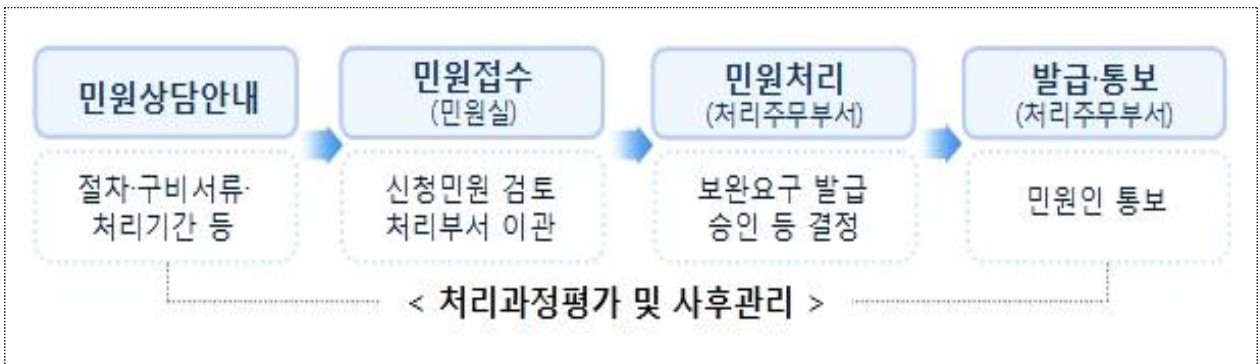 민원상담안내
절차·구비서류·
처리기간 등
민원접수
(민원실)
신청민원 검토
처리부서 이관
민원처리
(처리주무부서)
보완요구 발급
승인 등 결정
발급·통보
(처리주무부서)
민원인 통보
< 처리과정평가 및 사후관리 >